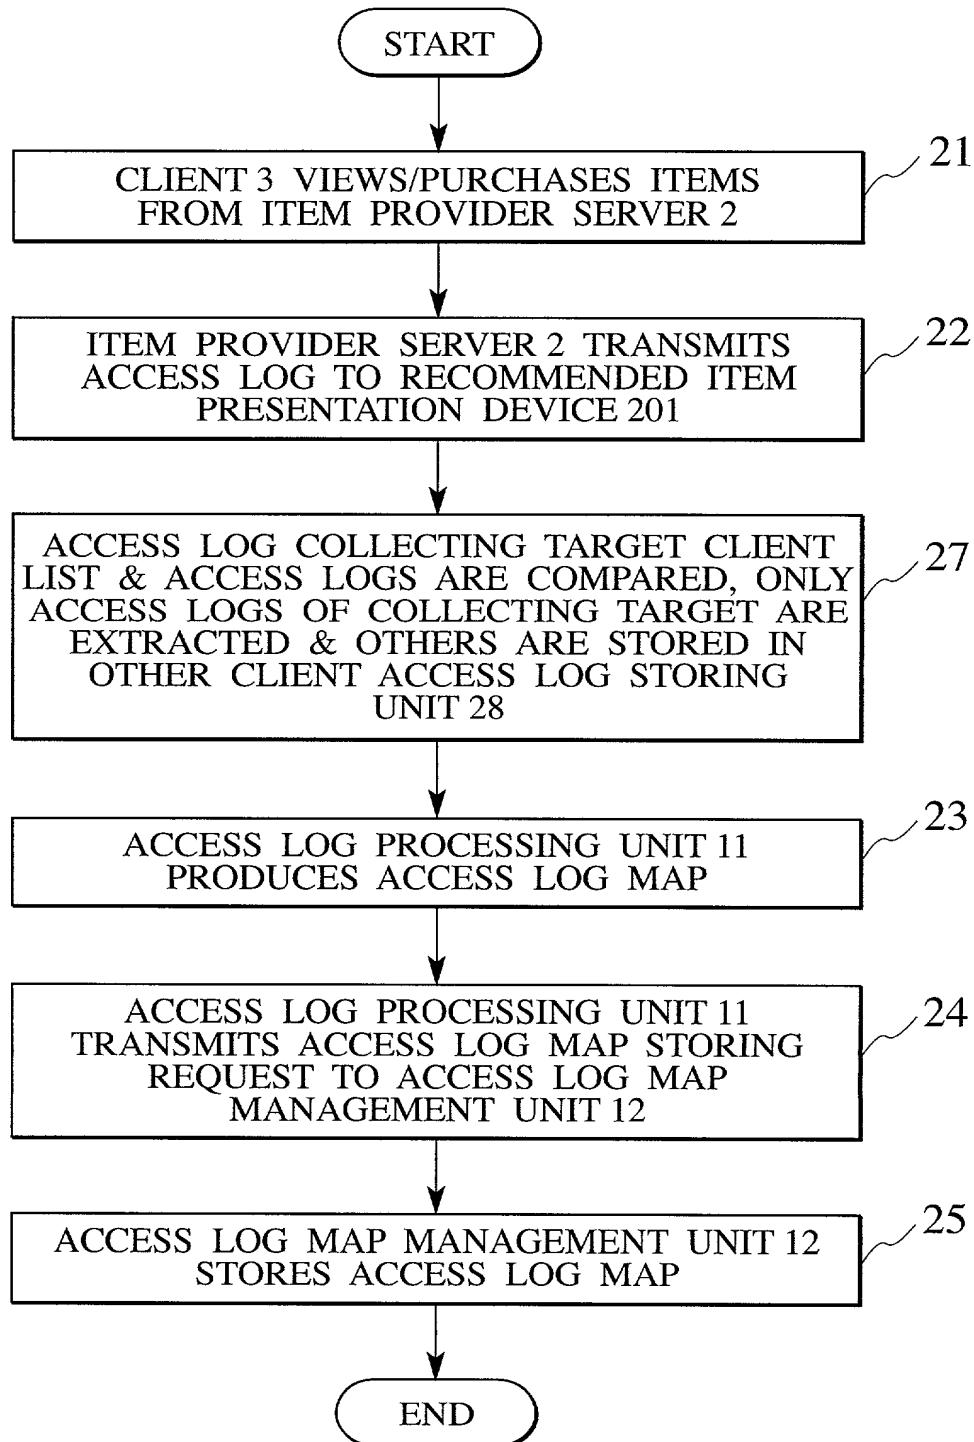 START
21
CLIENT 3 VIEWS/PURCHASES ITEMS
FROM ITEM PROVIDER SERVER 2
22
ITEM PROVIDER SERVER 2 TRANSMITS
ACCESS LOG TO RECOMMENDED ITEM
PRESENTATION DEVICE 201
27
ACCESS LOG COLLECTING TARGET CLIENT
LIST & ACCESS LOGS ARE COMPARED, ONLY
ACCESS LOGS OF COLLECTING TARGET ARE
EXTRACTED & OTHERS ARE STORED IN
OTHER CLIENT ACCESS LOG STORING
UNIT 28
23
ACCESS LOG PROCESSING UNIT 11
PRODUCES ACCESS LOG MAP
24
ACCESS LOG PROCESSING UNIT 11
TRANSMITS ACCESS LOG MAP STORING
REQUEST TO ACCESS LOG MAP
MANAGEMENT UNIT 12
25
ACCESS LOG MAP MANAGEMENT UNIT 12
STORES ACCESS LOG MAP
END